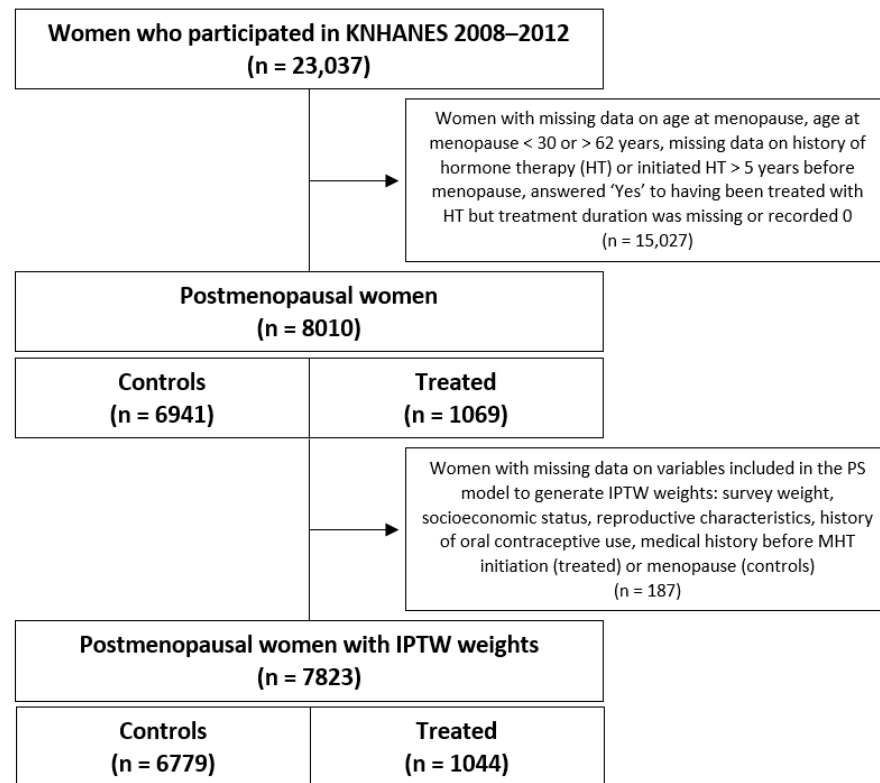 Women who participated in KNHANES 2008–2012
(n = 23,037)
Women with missing data on age at menopause, age at
menopause < 30 or > 62 years, missing data on history of
hormone therapy (HT) or initiated HT > 5 years before
menopause, answered ‘Yes’ to having been treated with
HT but treatment duration was missing or recorded 0
(n = 15,027)
Postmenopausal women
(n = 8010)
Controls
(n = 6941)
Treated
(n = 1069)
Women with missing data on variables included in the PS
model to generate IPTW weights: survey weight,
socioeconomic status, reproductive characteristics, history
of oral contraceptive use, medical history before MHT
initiation (treated) or menopause (controls)
(n = 187)
Postmenopausal women with IPTW weights
(n = 7823)
Controls
(n = 6779)
Treated
(n = 1044)